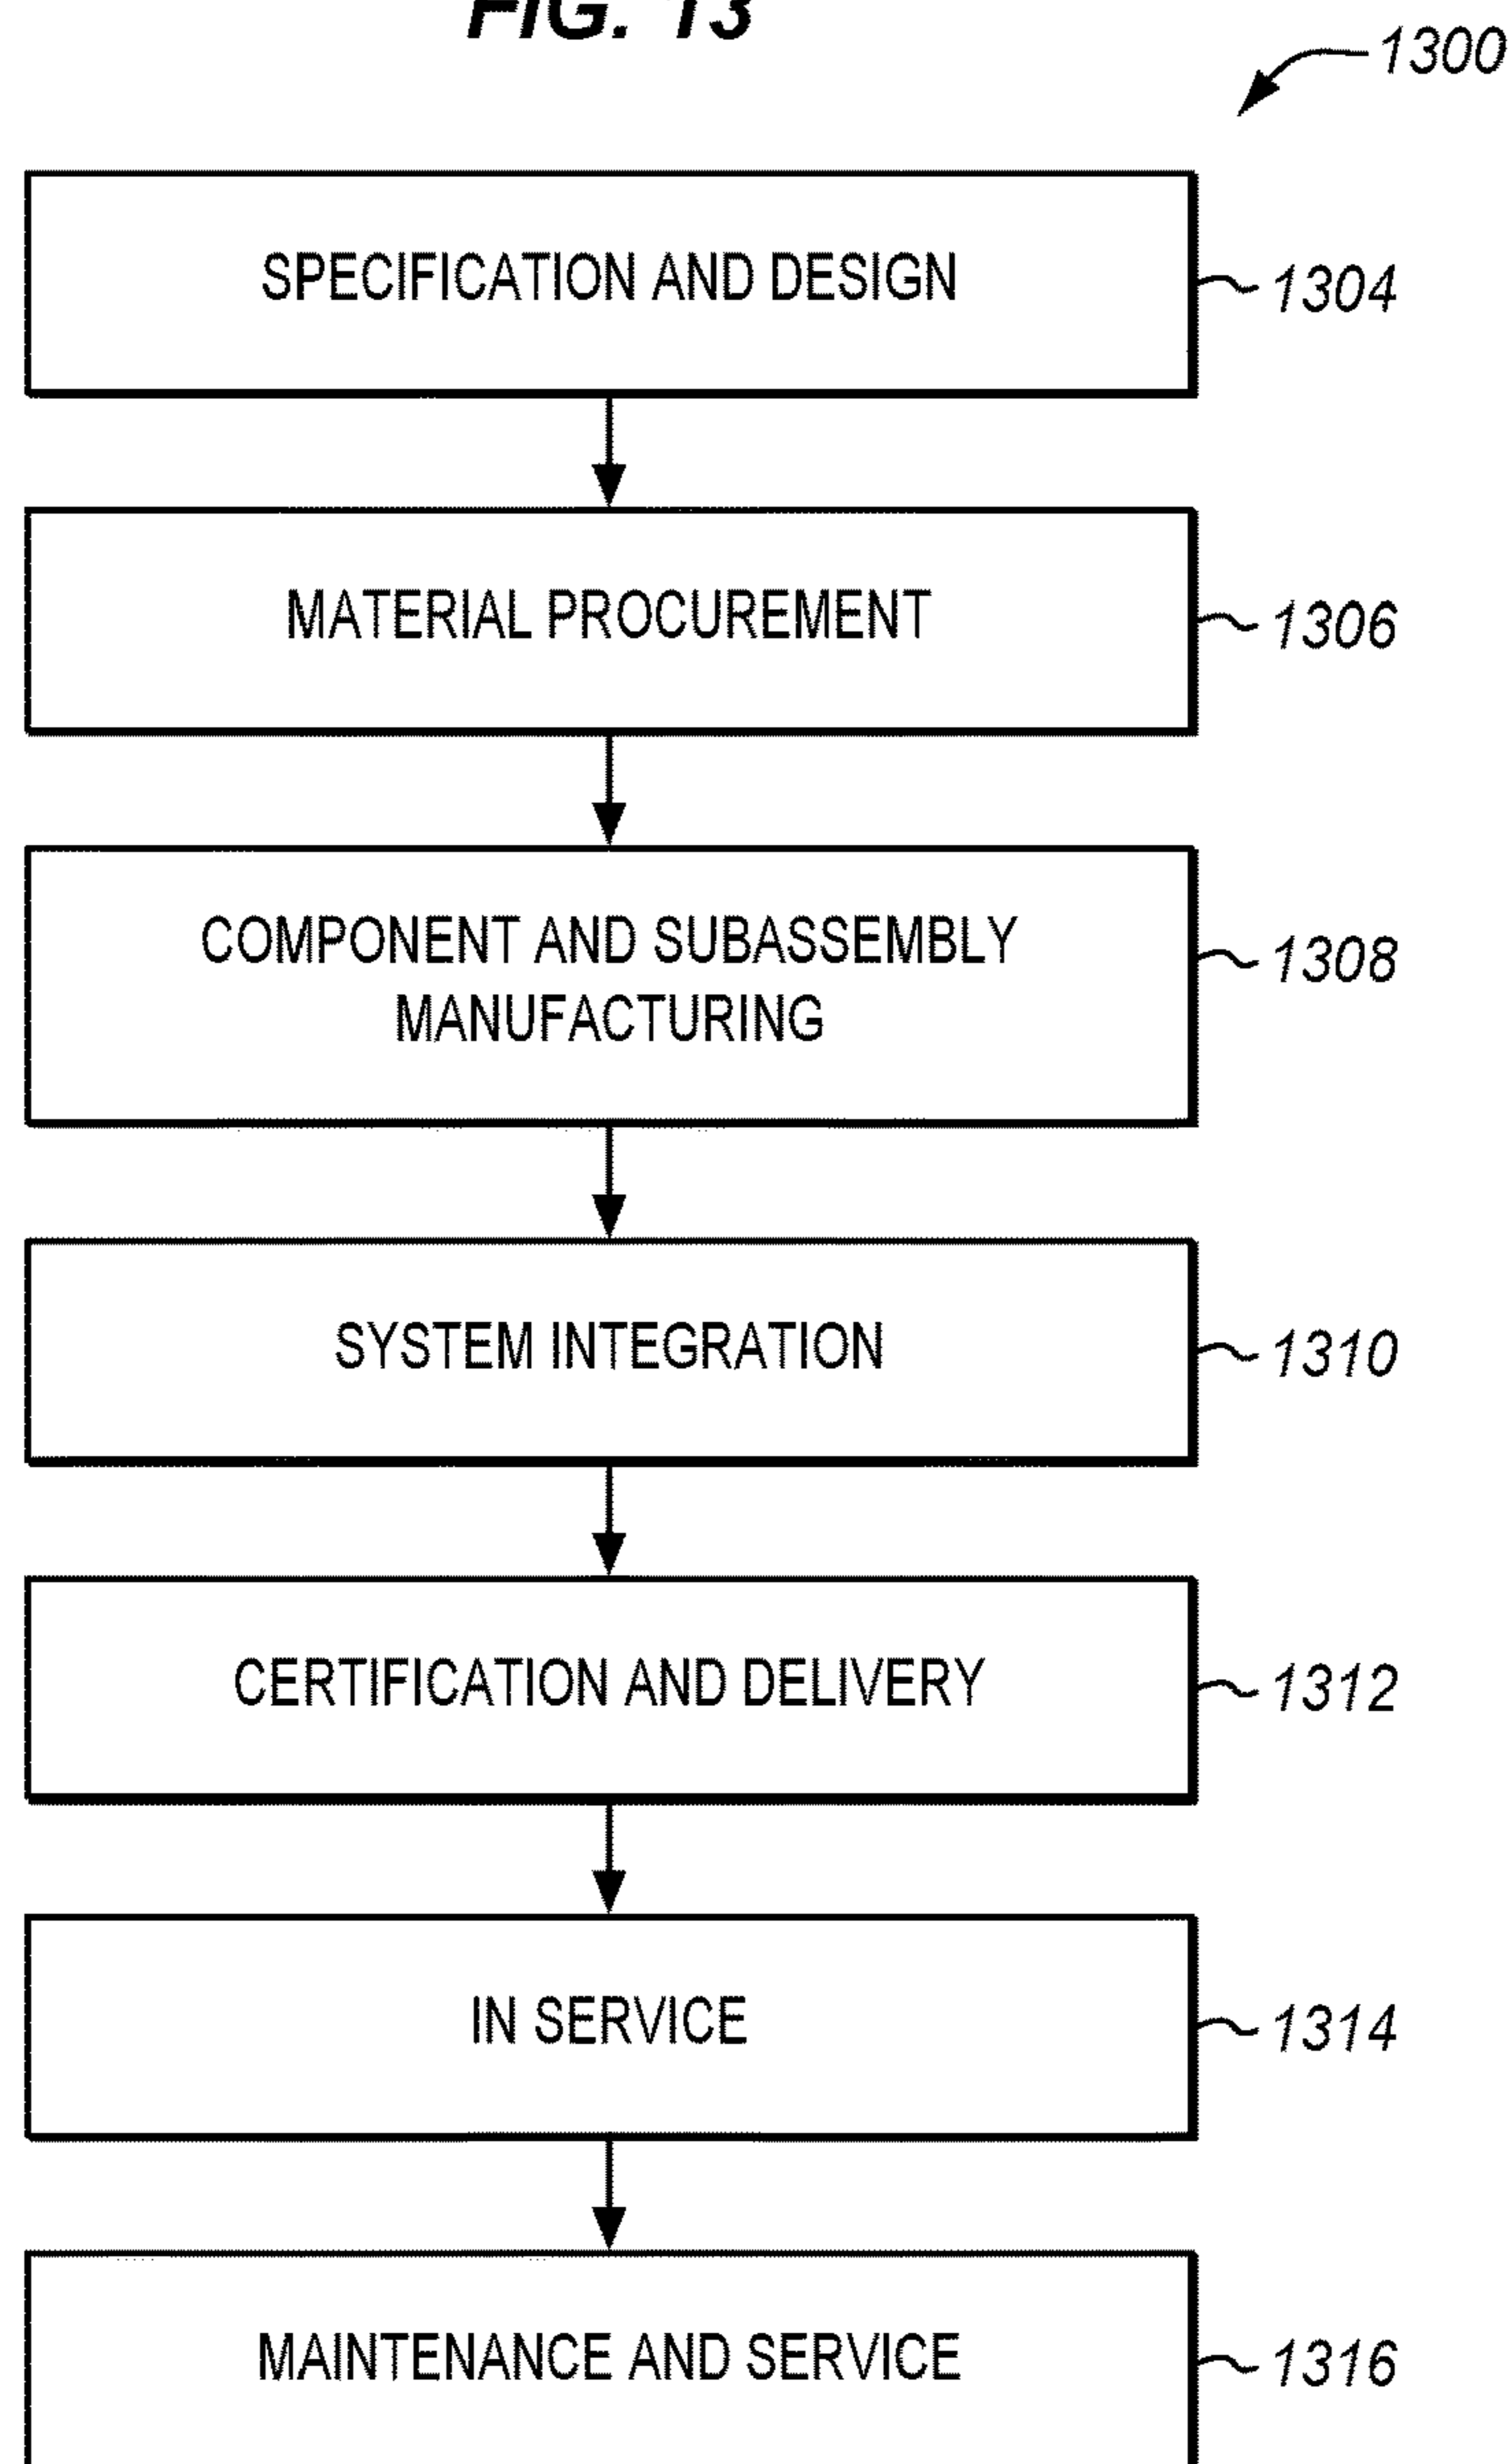 FIG. 13
1300
SPECIFICATION AND DESIGN
1304
MATERIAL PROCUREMENT
1306
COMPONENT AND SUBASSEMBLY
MANUFACTURING
1308
SYSTEM INTEGRATION
1310
CERTIFICATION AND DELIVERY
1312
IN SERVICE
1314
MAINTENANCE AND SERVICE
1316